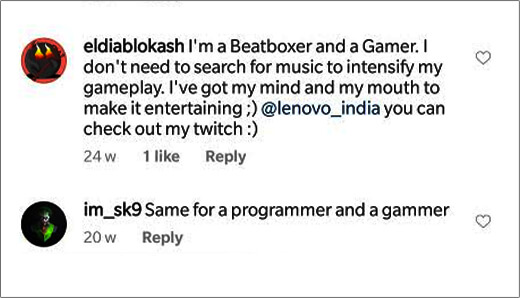 eldiablokash I'm a Beatboxer and a Gamer. I
don't need to search for music to intensify my
gameplay. I've got my mind and my mouth to
make it entertaining ;) @lenovo_india you can
check out my twitch :)
24 w 1 like Reply
im_sk9 Same for a programmer and a gammer
20 w Reply